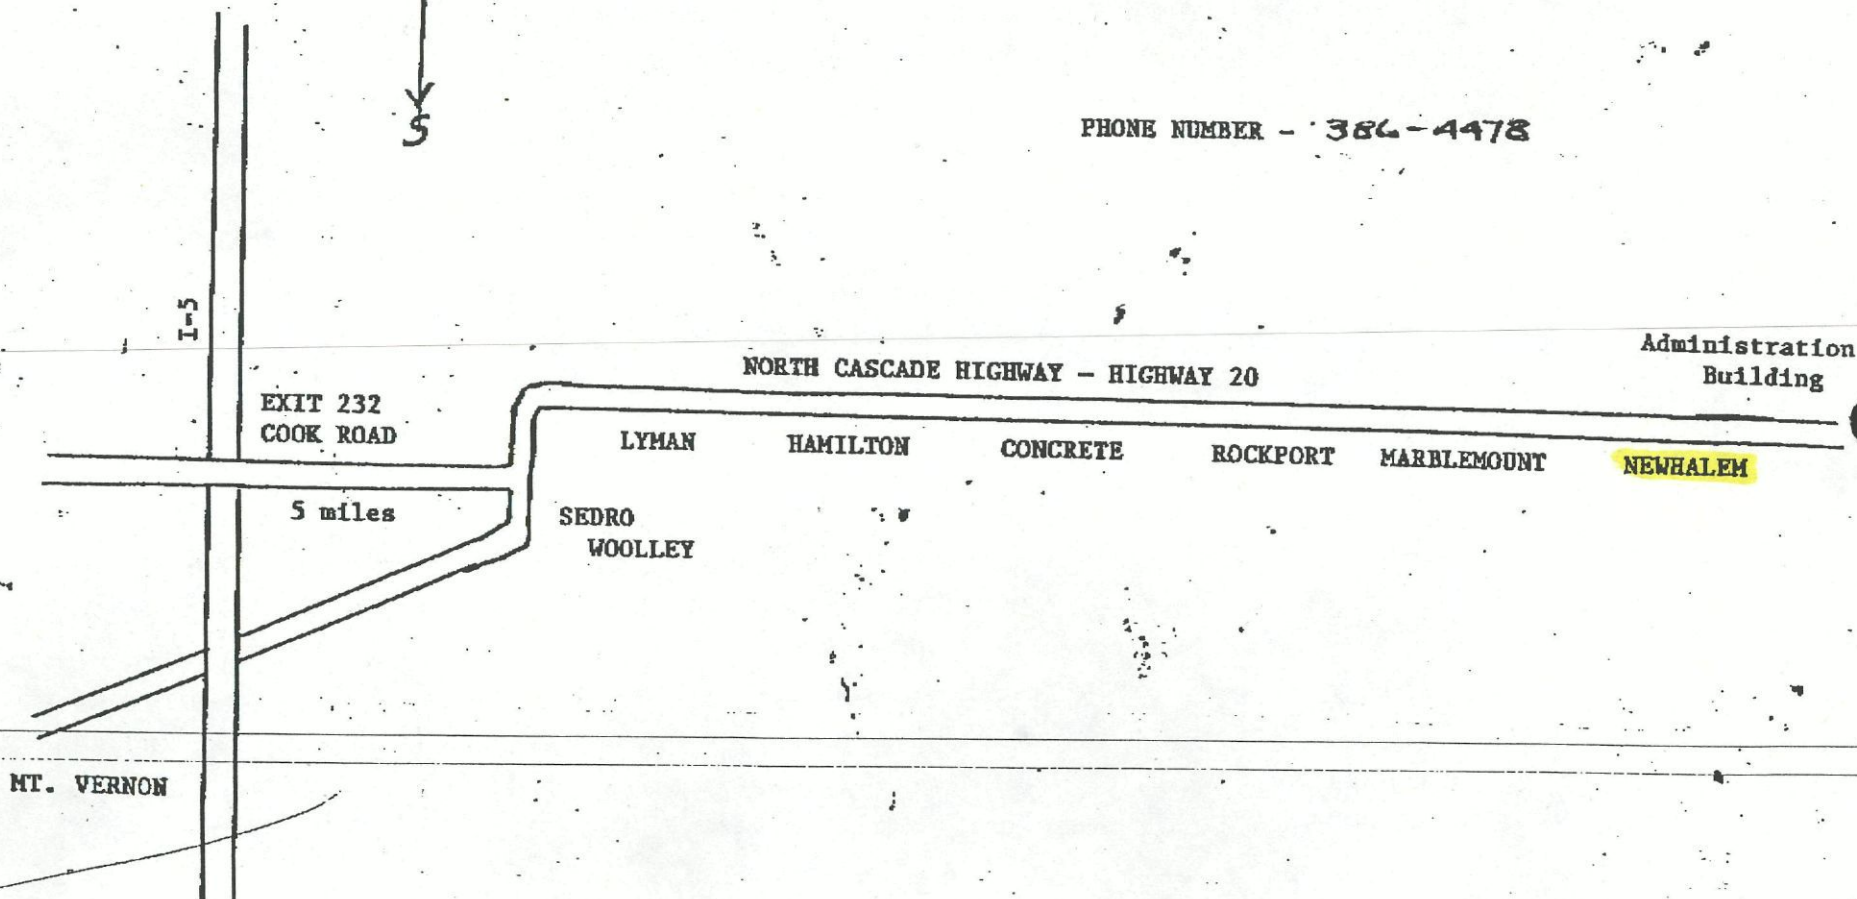 S
PHONE NUMBER - 386-4478
I-5
Administration
Building
NORTH CASCADE HIGHWAY - HIGHWAY 20
EXIT 232
COOK ROAD
LYMAN
HAMILTON
CONCRETE
ROCKPORT
MARBLEMOUNT
NEWHALEM
5 miles
SEDRO
WOOLLEY
MT. VERNON